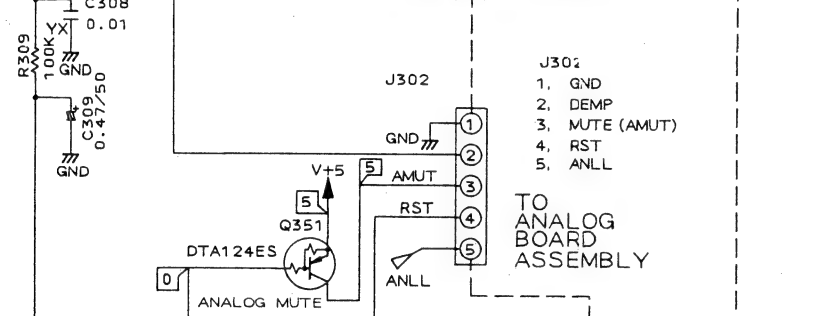 C308
0.01
YX
R309
100K
GND
C309
0.47/50
GND
J302
GND
1
2
3
4
5
AMUT
RST
ANLL
V+5
5
5
Q351
DTA124ES
0
ANALOG MUTE
J302
1, GND
2, DEMP
3, MUTE (AMUT)
4, RST
5, ANLL
TO
ANALOG
BOARD
ASSEMBLY